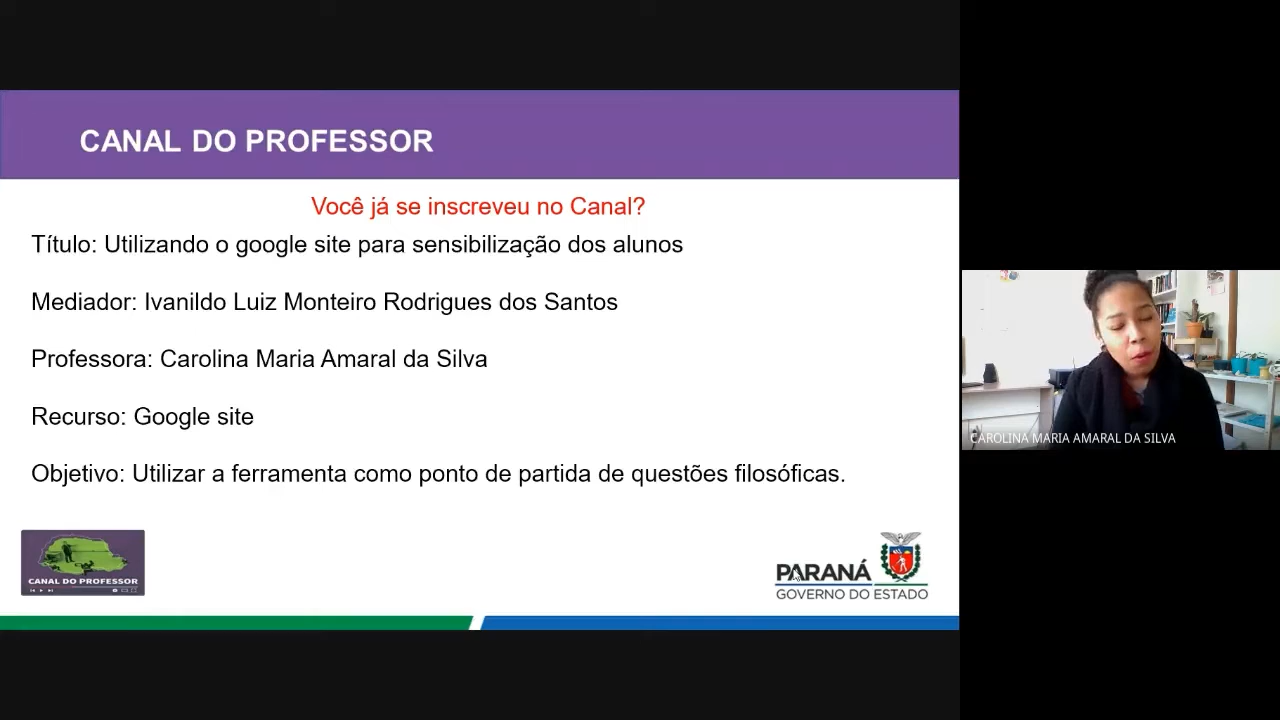 CANAL DO PROFESSOR
Você já se inscreveu no Canal?
Título: Utilizando o google site para sensibilização dos alunos
Mediador: Ivanildo Luiz Monteiro Rodrigues dos Santos
Professora: Carolina Maria Amaral da Silva
Recurso: Google site
Objetivo: Utilizar a ferramenta como ponto de partida de questões filosóficas.
CANAL DO PROFESSOR
PARANÁ
GOVERNO DO ESTADO
CAROLINA MARIA AMARAL DA SILVA